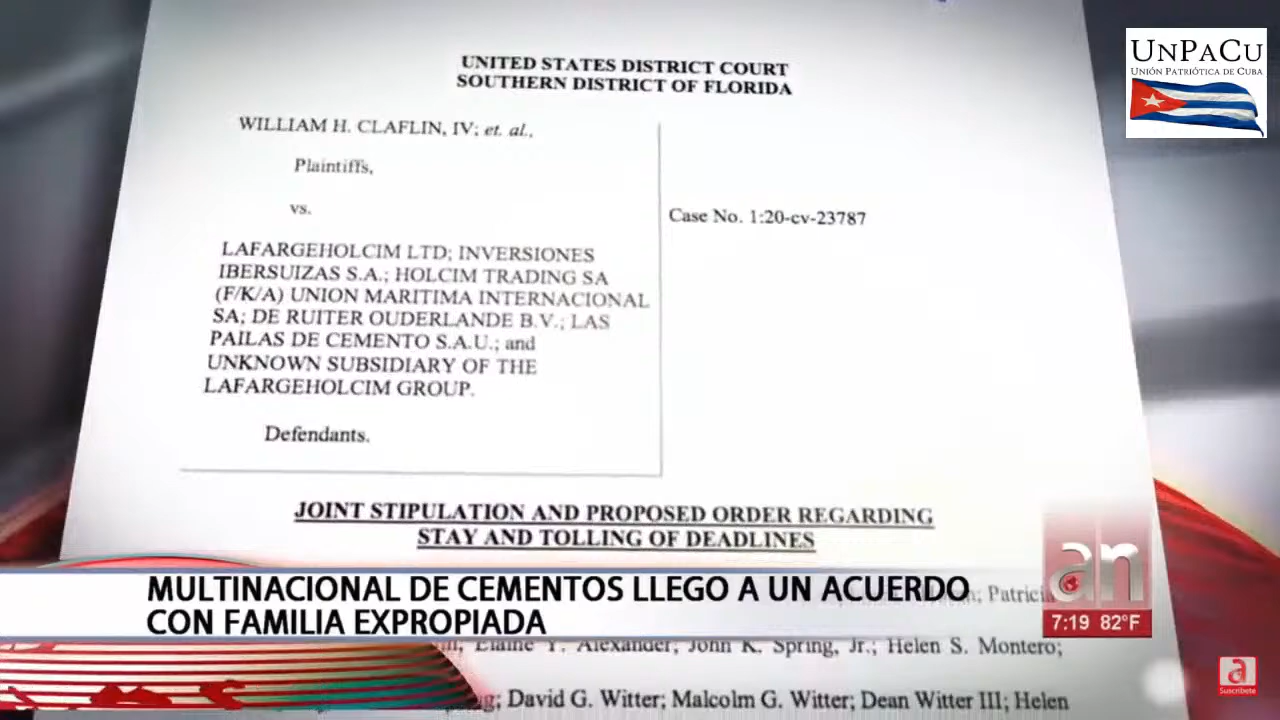 UNITED STATES DISTRICT COURT
SOUTHERN DISTRICT OF FLORIDA
UNPACU
UNIÓN PATRIÓTICA DE CUBA
WILLIAM H. CLAFLIN, IV; et. al.,
Plaintiffs,
vs.
Case No. 1:20-cv-23787
LAFARGEHOLCIM LTD; INVERSIONES
IBERSUIZAS S.A.; HOLCIM TRADING SA
(F/K/A) UNION MARITIMA INTERNACIONAL
SA; DE RUITER OUDERLANDE B.V.; LAS
PAILAS DE CEMENTO S.A.U.; and
UNKNOWN SUBSIDIARY OF THE
LAFARGEHOLCIM GROUP.
Defendants.
JOINT STIPULATION AND PROPOSED ORDER REGARDING
STAY AND TOLLING OF DEADLINES
an
MULTINACIONAL DE CEMENTOS LLEGO A UN ACUERDO
CON FAMILIA EXPROPIADA
Patricia
7:19 82°F
Elaine Y. Alexander; John K. Spring, Jr.; Helen S. Montero;
David G. Witter; Malcolm G. Witter; Dean Witter III; Helen
a
Suscribete